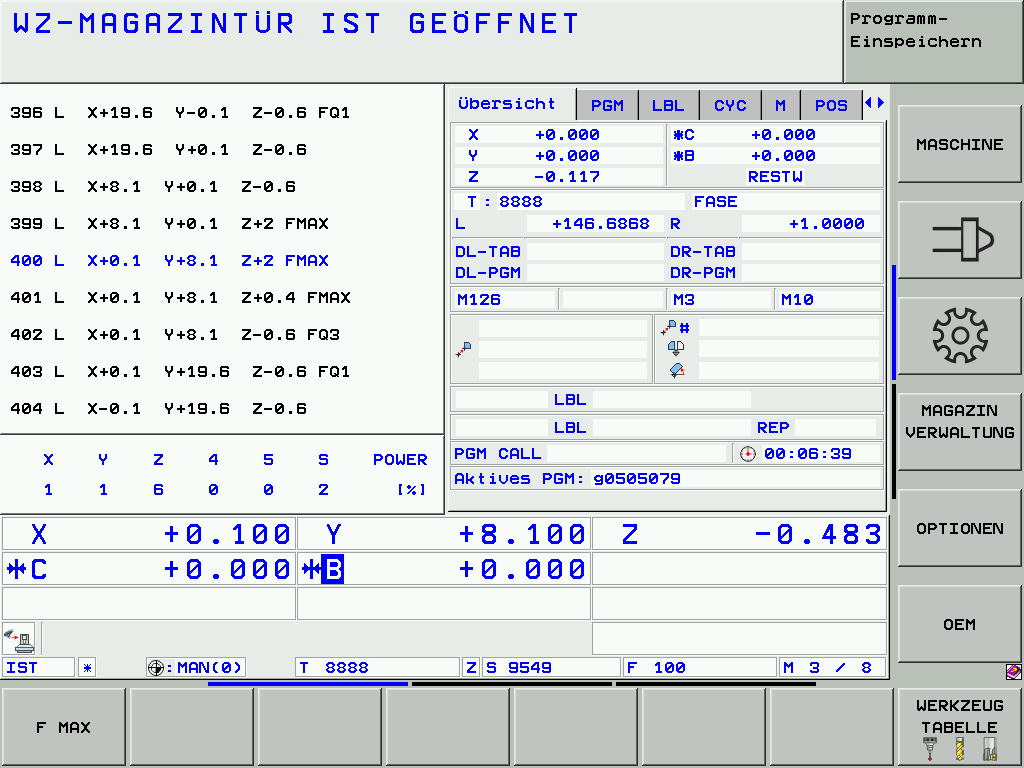 WZ-MAGAZINTÜR IST GEÖFFNET
Programm-
Einspeichern
396 L X+19.6 Y-0.1 Z-0.6 FQ1
397 L X+19.6 Y+0.1 Z-0.6
398 L X+8.1 Y+0.1 Z-0.6
399 L X+8.1 Y+0.1 Z+2 FMAX
400 L X+0.1 Y+8.1 Z+2 FMAX
401 L X+0.1 Y+8.1 Z+0.4 FMAX
402 L X+0.1 Y+8.1 Z-0.6 FQ3
403 L X+0.1 Y+19.6 Z-0.6 FQ1
404 L X-0.1 Y+19.6 Z-0.6
X Y Z 4 5 S POWER
1 1 6 0 0 2 [%]
Übersicht PGM LBL CYC M POS
X +0.000 *C +0.000
Y +0.000 *B +0.000
Z -0.117 RESTW
T : 8888 FASE
L +146.6868 R +1.0000
DL-TAB DR-TAB
DL-PGM DR-PGM
M126 M3 M10
#
LBL
LBL REP
PGM CALL 00:06:39
Aktives PGM: g0505079
X +0.100 Y +8.100 Z -0.483
*C +0.000 *B +0.000
IST * : MAN(0) T 8888 Z S 9549 F 100 M 3 / 8
MASCHINE
MAGAZIN
VERWALTUNG
OPTIONEN
OEM
F MAX
WERKZEUG
TABELLE